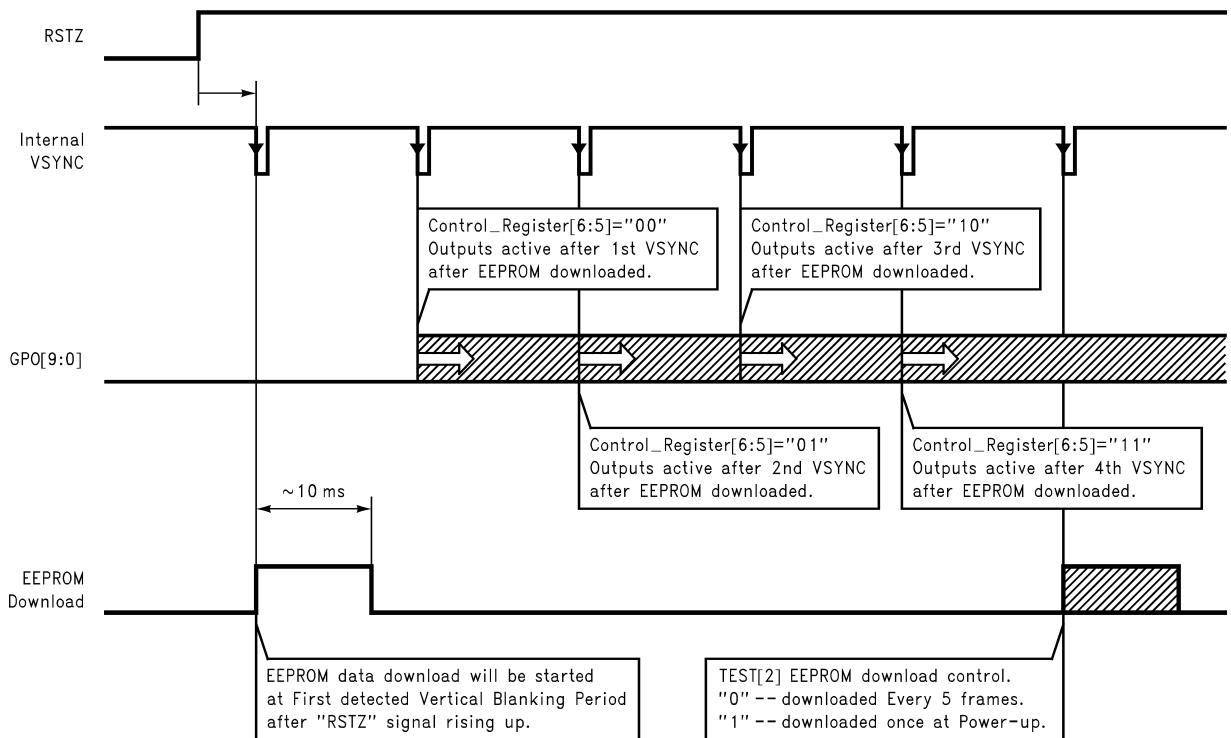 RSTZ
Internal
VSYNC
Control_Register[6:5]="00"
Outputs active after 1st VSYNC
after EEPROM downloaded.
Control_Register[6:5]="10"
Outputs active after 3rd VSYNC
after EEPROM downloaded.
GPO[9:0]
Control_Register[6:5]="01"
Outputs active after 2nd VSYNC
after EEPROM downloaded.
Control_Register[6:5]="11"
Outputs active after 4th VSYNC
after EEPROM downloaded.
~10 ms
EEPROM
Download
EEPROM data download will be started
at First detected Vertical Blanking Period
after "RSTZ" signal rising up.
TEST[2] EEPROM download control.
"0" -- downloaded Every 5 frames.
"1" -- downloaded once at Power-up.